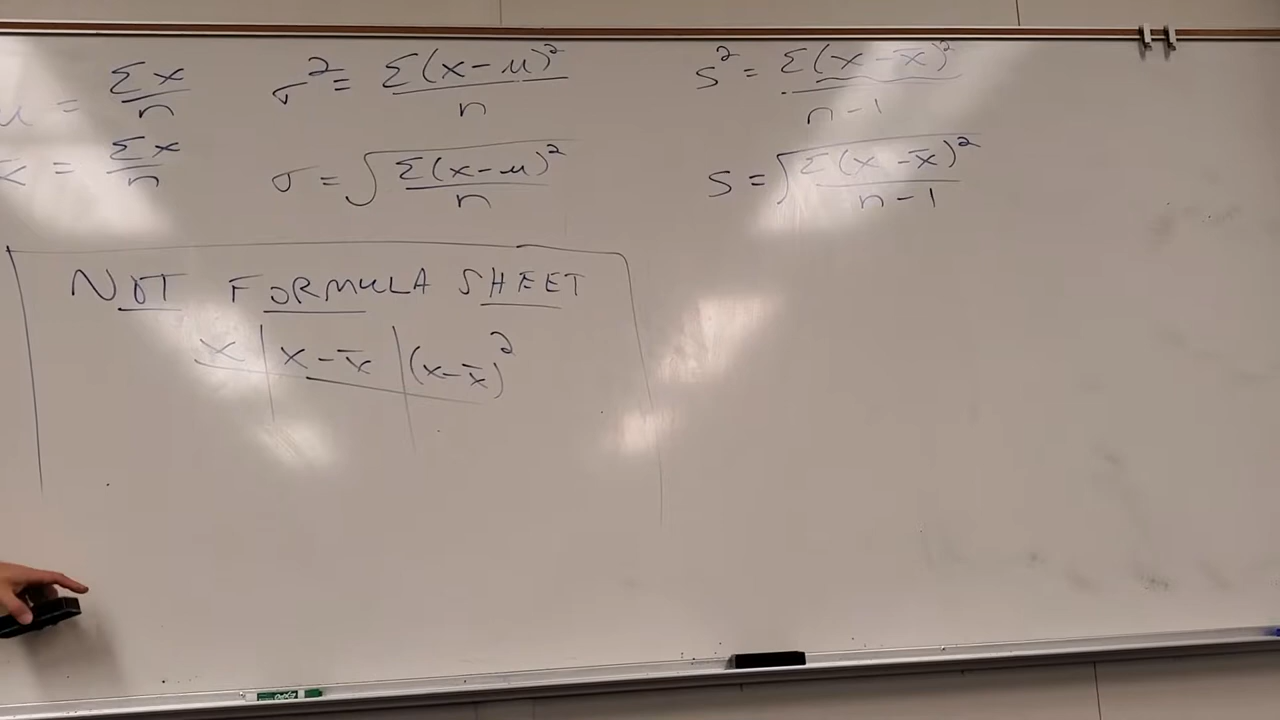 μ = Σx/n   σ² = Σ(x-μ)²/n   s² = Σ(x-x̄)²/n-1
x̄ = Σx/n   σ = √Σ(x-μ)²/n   s = √Σ(x-x̄)²/n-1
NOT FORMULA SHEET
x | x-x̄ | (x-x̄)²